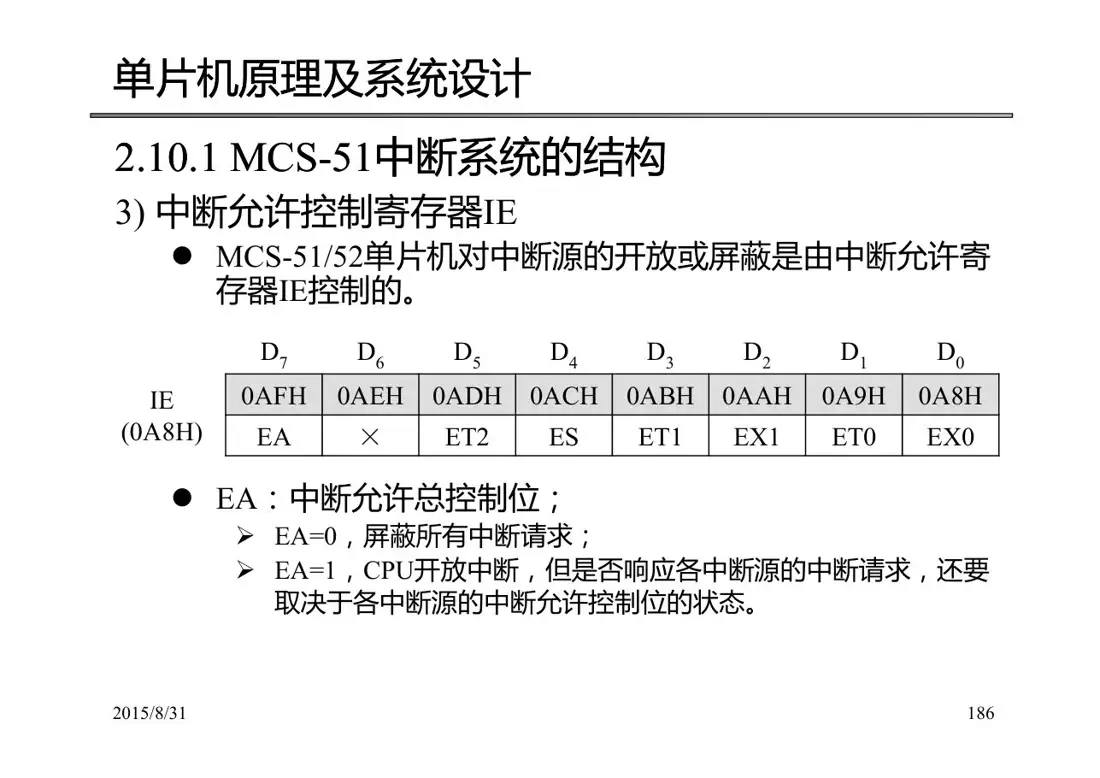 单片机原理及系统设计
2.10.1 MCS-51中断系统的结构
3) 中断允许控制寄存器IE
● MCS-51/52单片机对中断源的开放或屏蔽是由中断允许寄
存器IE控制的。
D7 D6 D5 D4 D3 D2 D1 D0
IE 0AFH 0AEH 0ADH 0ACH 0ABH 0AAH 0A9H 0A8H
(0A8H) EA × ET2 ES ET1 EX1 ET0 EX0
● EA：中断允许总控制位；
➢ EA=0，屏蔽所有中断请求；
➢ EA=1，CPU开放中断，但是否响应各中断源的中断请求，还要
取决于各中断源的中断允许控制位的状态。
2015/8/31 186